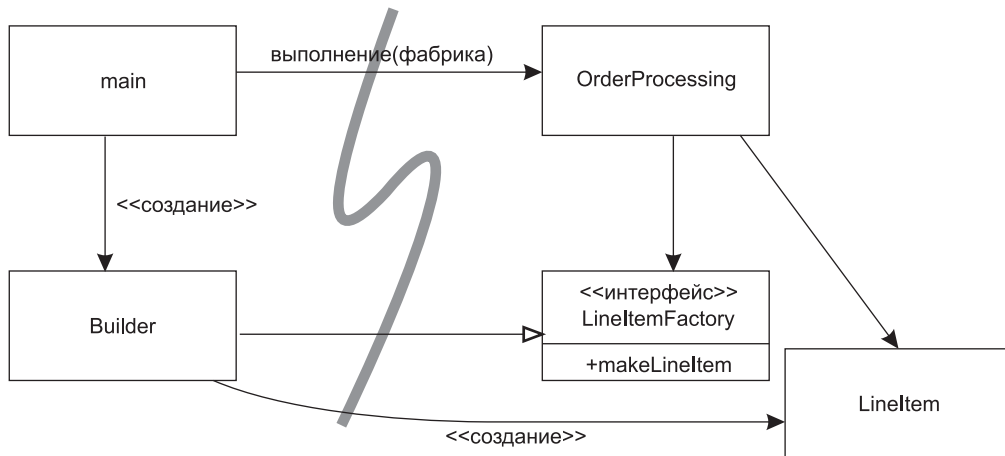 main
выполнение(фабрика)
OrderProcessing
<<создание>>
Builder
<<интерфейс>>
LineItemFactory
+makeLineItem
LineItem
<<создание>>